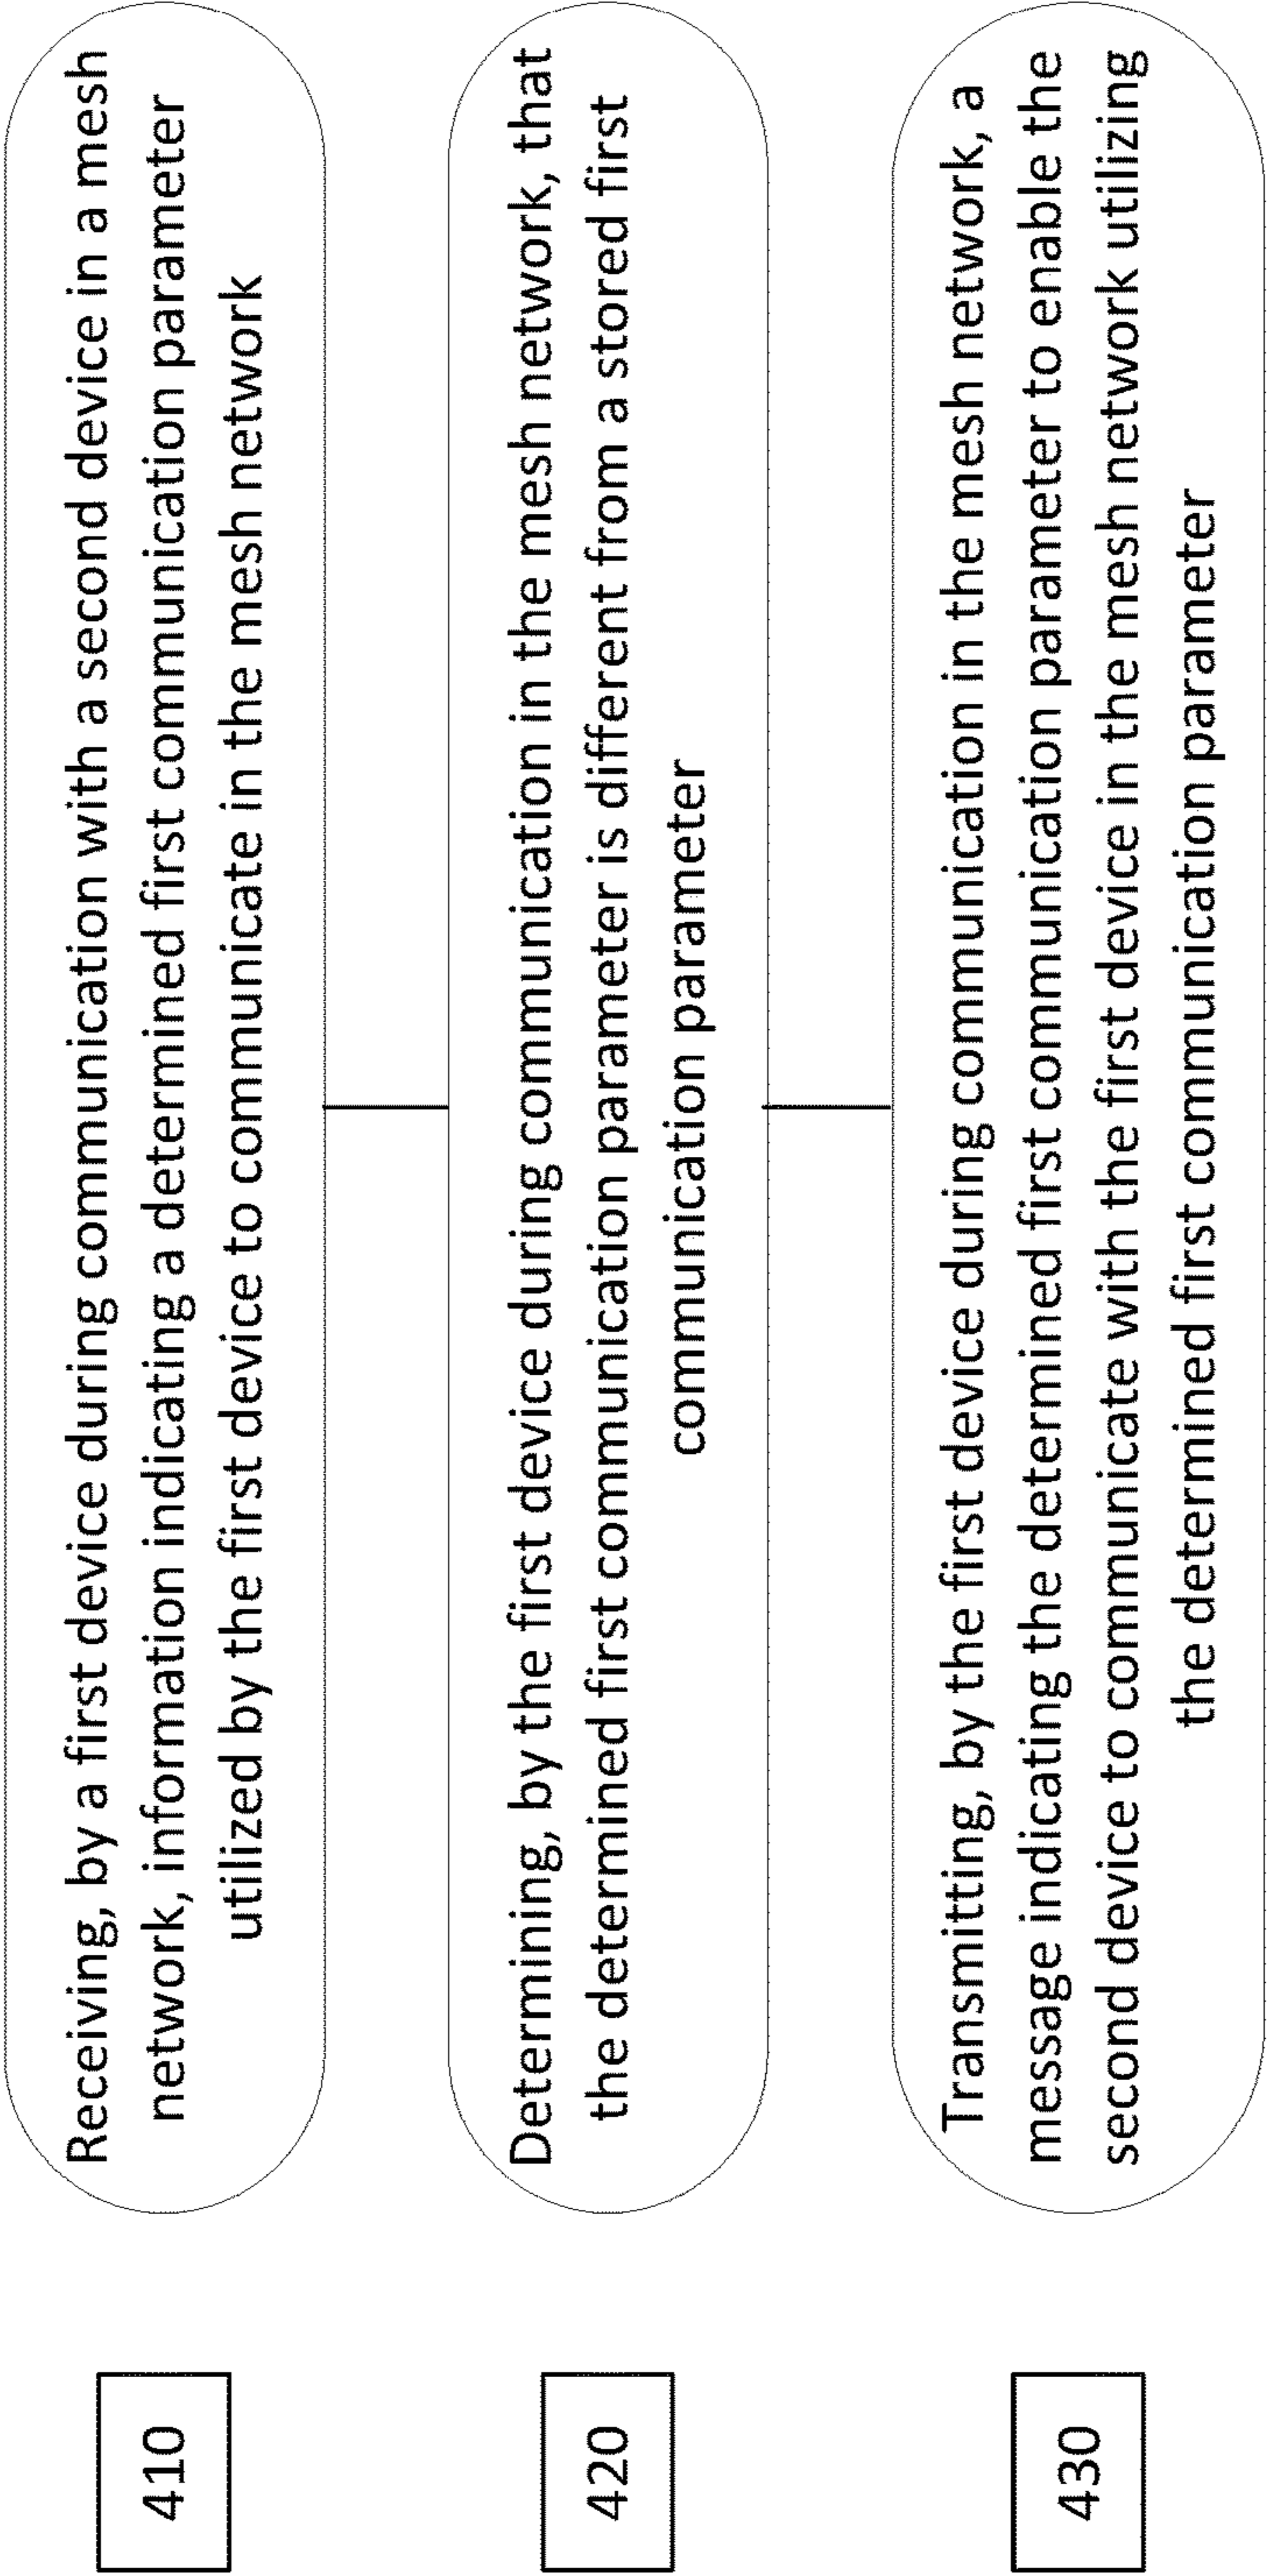 410
Receiving, by a first device during communication with a second device in a mesh
network, information indicating a determined first communication parameter
utilized by the first device to communicate in the mesh network
420
Determining, by the first device during communication in the mesh network, that
the determined first communication parameter is different from a stored first
communication parameter
430
Transmitting, by the first device during communication in the mesh network, a
message indicating the determined first communication parameter to enable the
second device to communicate with the first device in the mesh network utilizing
the determined first communication parameter